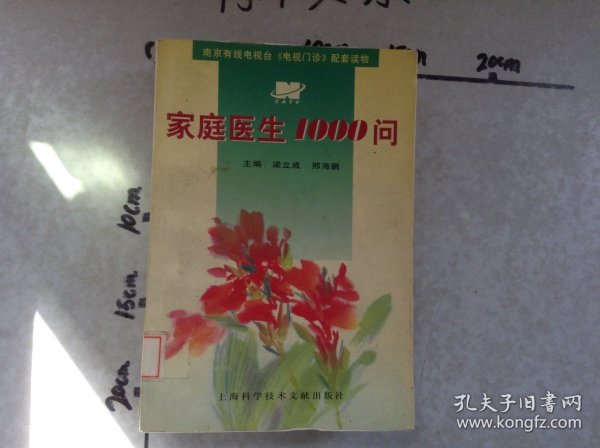 南京有线电视台《电视门诊》配套读物
CATV
家庭医生1000问
主编：梁立成 邢海鹏
上海科学技术文献出版社
20cm
10cm
15cm
20cm
孔夫子旧书网
www.kongfz.com